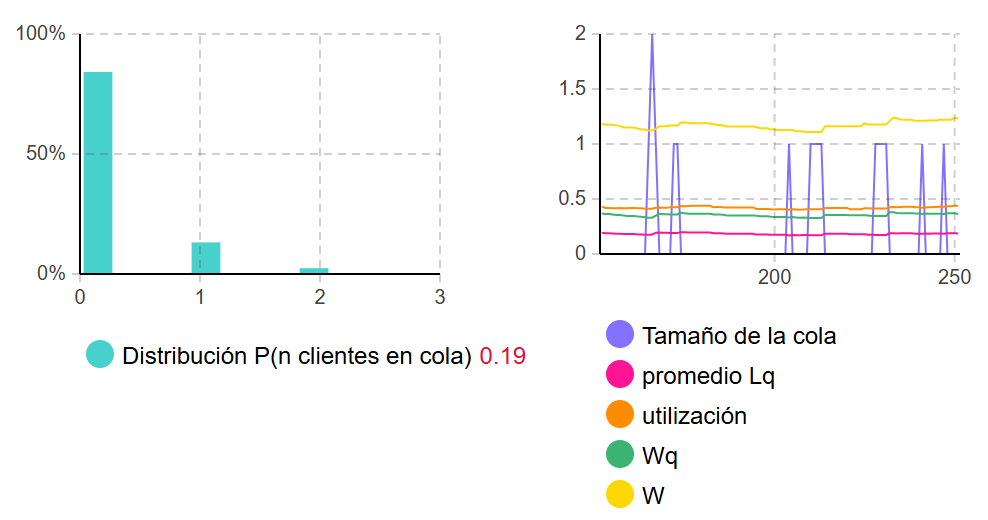 100%
50%
0%
0 1 2 3
Distribución P(n clientes en cola) 0.19
2
1.5
1
0.5
0
200 250
Tamaño de la cola
promedio Lq
utilización
Wq
W